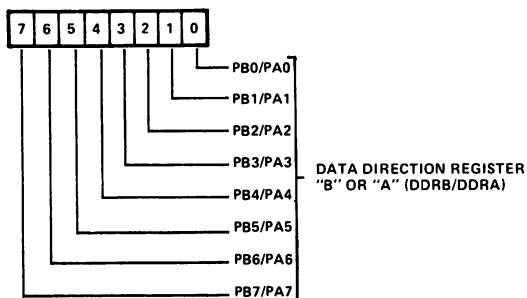 7 6 5 4 3 2 1 0
PB0/PA0
PB1/PA1
PB2/PA2
PB3/PA3
DATA DIRECTION REGISTER
"B" OR "A" (DDRB/DDRA)
PB4/PA4
PB5/PA5
PB6/PA6
PB7/PA7